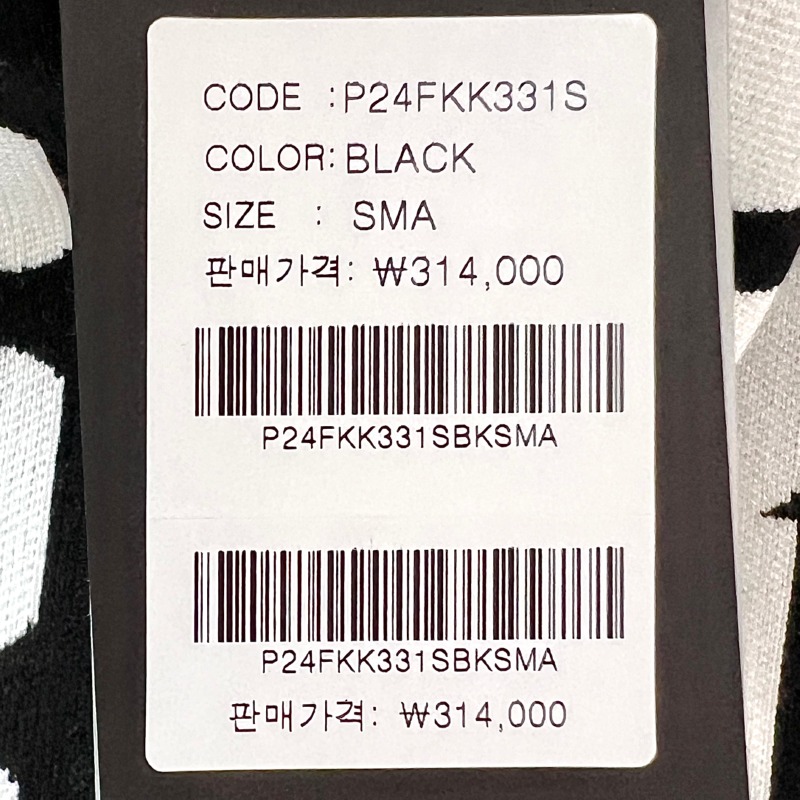 CODE : P24FKK331S
COLOR: BLACK
SIZE : SMA
판매가격: ₩314,000
P24FKK331SBKSMA
P24FKK331SBKSMA
판매가격: ₩314,000